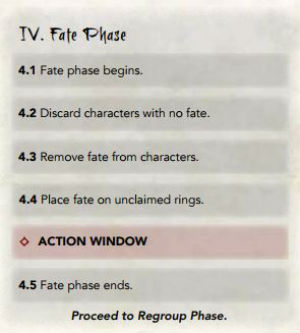 IV. Fate Phase
4.1 Fate phase begins.
4.2 Discard characters with no fate.
4.3 Remove fate from characters.
4.4 Place fate on unclaimed rings.
◇ ACTION WINDOW
4.5 Fate phase ends.
Proceed to Regroup Phase.